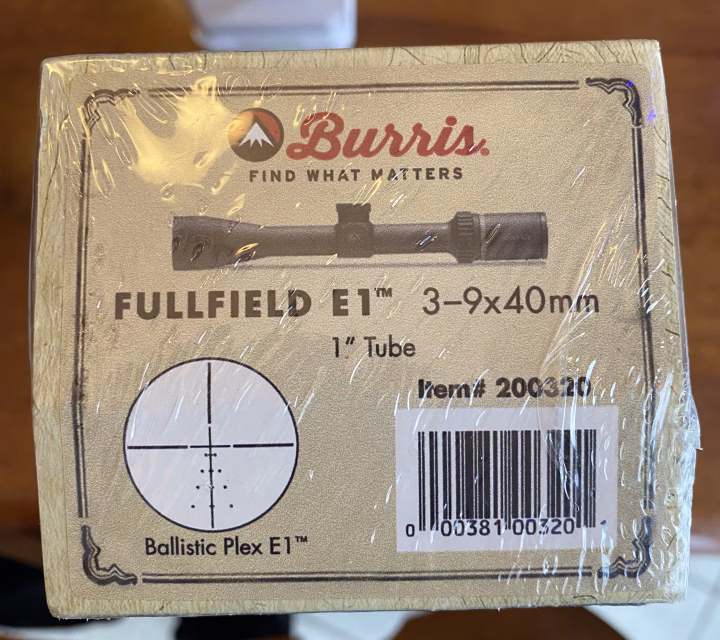 Burris.
FIND WHAT MATTERS
FULLFIELD E1™ 3-9x40mm
1" Tube
Item# 200320
0 00381 00320 1
Ballistic Plex E1™